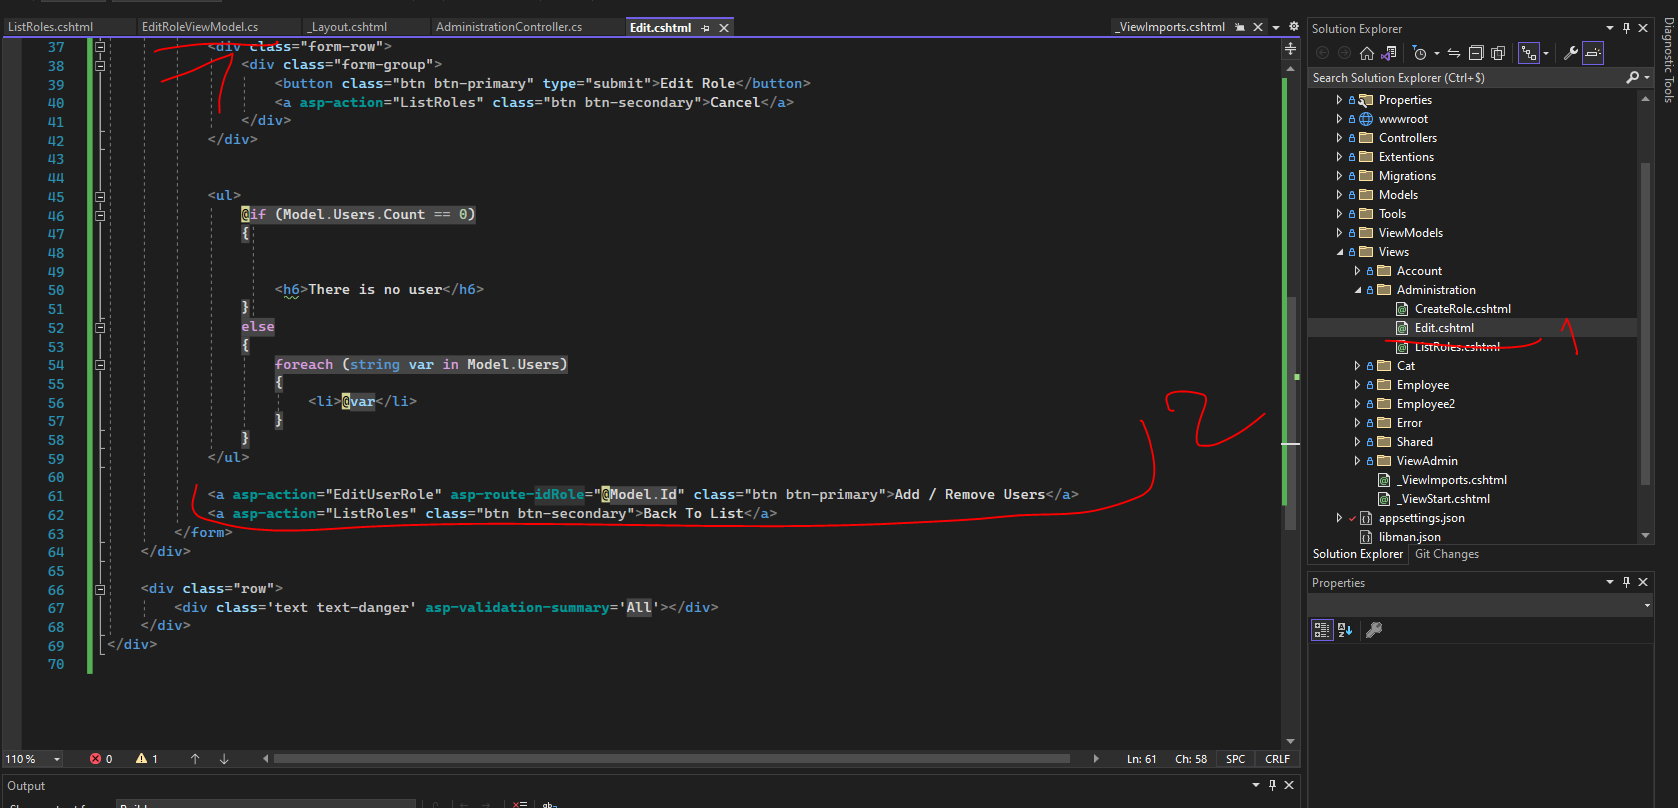 ListRoles.cshtml EditRoleViewModel.cs _Layout.cshtml AdministrationController.cs Edit.cshtml _ViewImports.cshtml
37 <div class="form-row">
38 <div class="form-group">
39 <button class="btn btn-primary" type="submit">Edit Role</button>
40 <a asp-action="ListRoles" class="btn btn-secondary">Cancel</a>
41 </div>
42 </div>
43
44
45 <ul>
46 @if (Model.Users.Count == 0)
47 {
48
49
50 <h6>There is no user</h6>
51 }
52 else
53 {
54 foreach (string var in Model.Users)
55 {
56 <li>@var</li>
57 }
58 }
59 </ul>
60
61 <a asp-action="EditUserRole" asp-route-idRole="@Model.Id" class="btn btn-primary">Add / Remove Users</a>
62 <a asp-action="ListRoles" class="btn btn-secondary">Back To List</a>
63 </form>
64 </div>
65
66 <div class="row">
67 <div class='text text-danger' asp-validation-summary='All'></div>
68 </div>
69 </div>
70
2
110 % 0 1 Ln: 61 Ch: 58 SPC CRLF
Output
Solution Explorer
Search Solution Explorer (Ctrl+$)
Properties
wwwroot
Controllers
Extentions
Migrations
Models
Tools
ViewModels
Views
Account
Administration
CreateRole.cshtml
Edit.cshtml
1
ListRoles.cshtml
Cat
Employee
Employee2
Error
Shared
ViewAdmin
_ViewImports.cshtml
_ViewStart.cshtml
appsettings.json
libman.json
Solution Explorer Git Changes
Properties
Diagnostic Tools